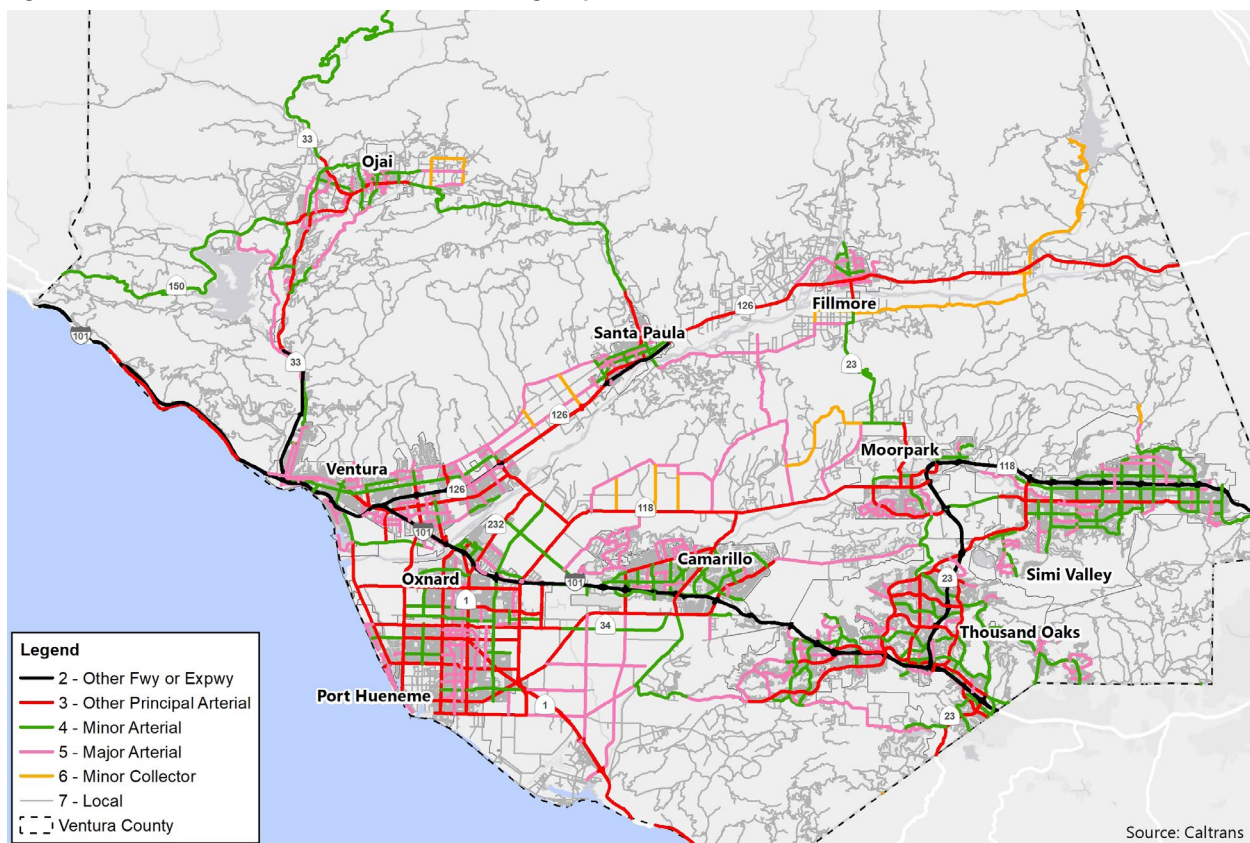 33
Ojai
150
126
Fillmore
Santa Paula
101
33
23
126
Moorpark
118
Ventura
126
118
232
101
Camarillo
Oxnard
101
Simi Valley
1
23
34
Thousand Oaks
Port Hueneme
1
23
Legend
2 - Other Fwy or Expwy
3 - Other Principal Arterial
4 - Minor Arterial
5 - Major Arterial
6 - Minor Collector
7 - Local
Ventura County
Source: Caltrans